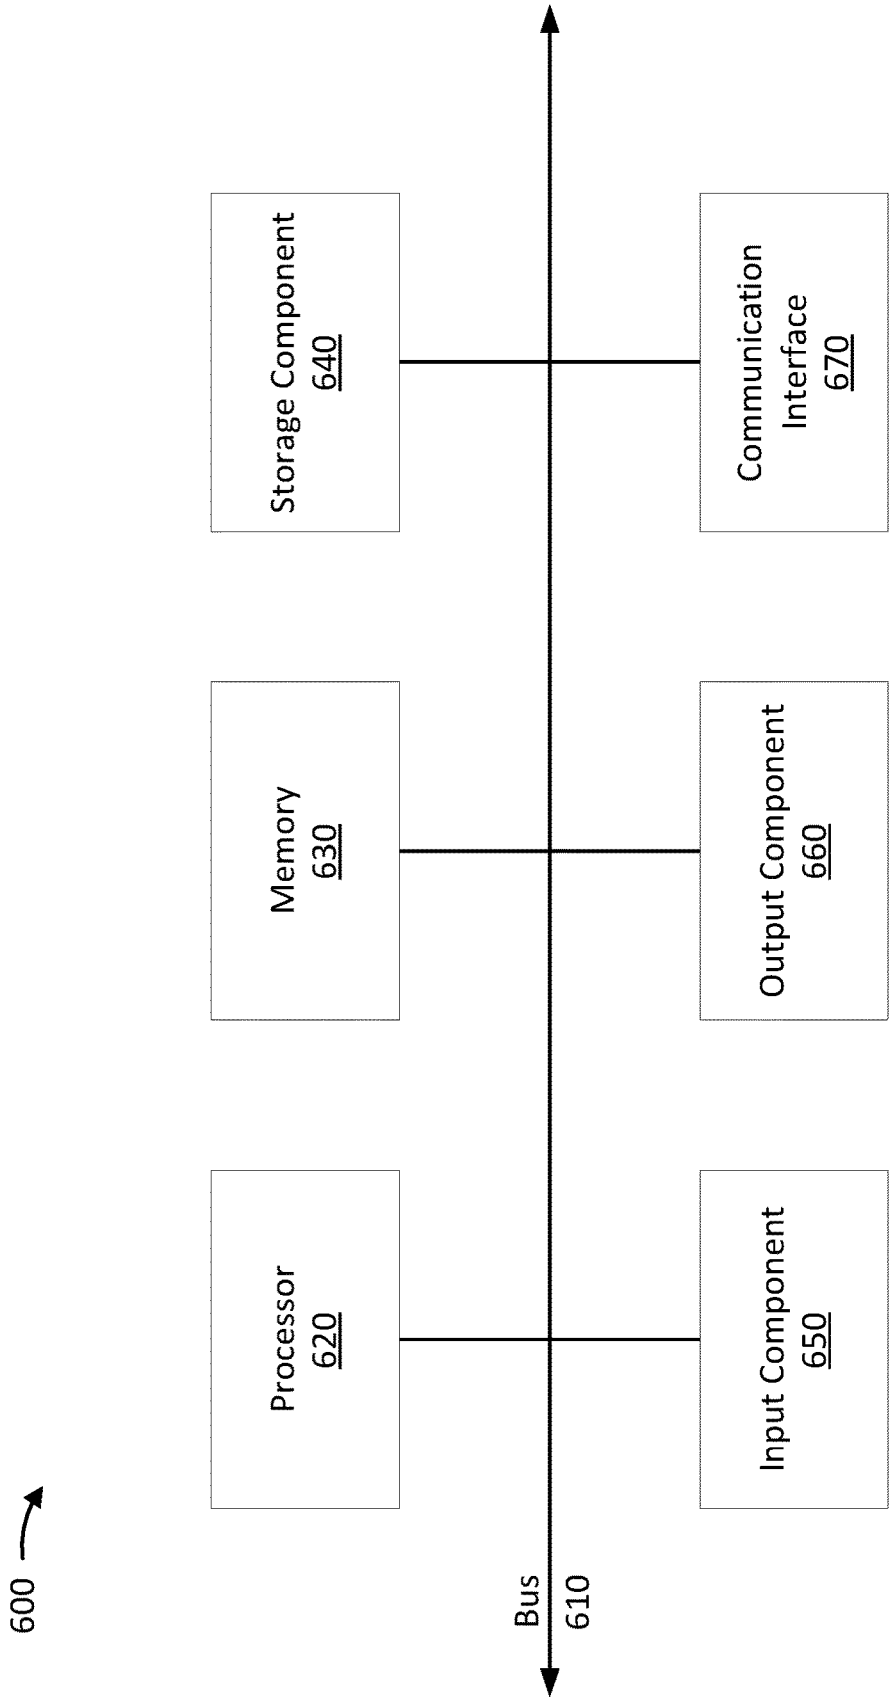 600
Processor
620
Memory
630
Storage Component
640
Bus
610
Input Component
650
Output Component
660
Communication
Interface
670